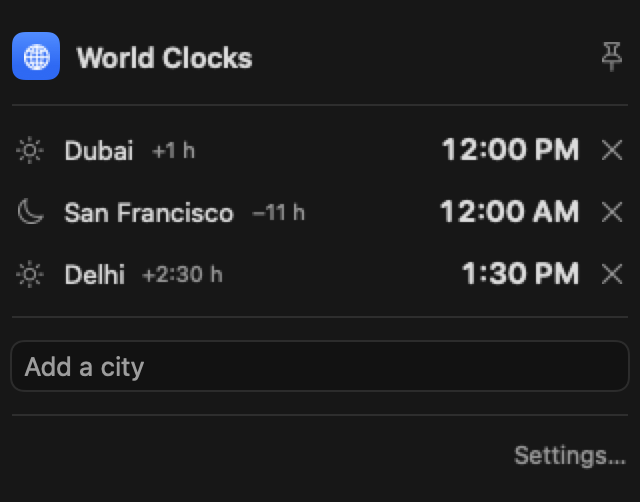 World Clocks
Dubai +1 h 12:00 PM
San Francisco –11 h 12:00 AM
Delhi +2:30 h 1:30 PM
Add a city
Settings...